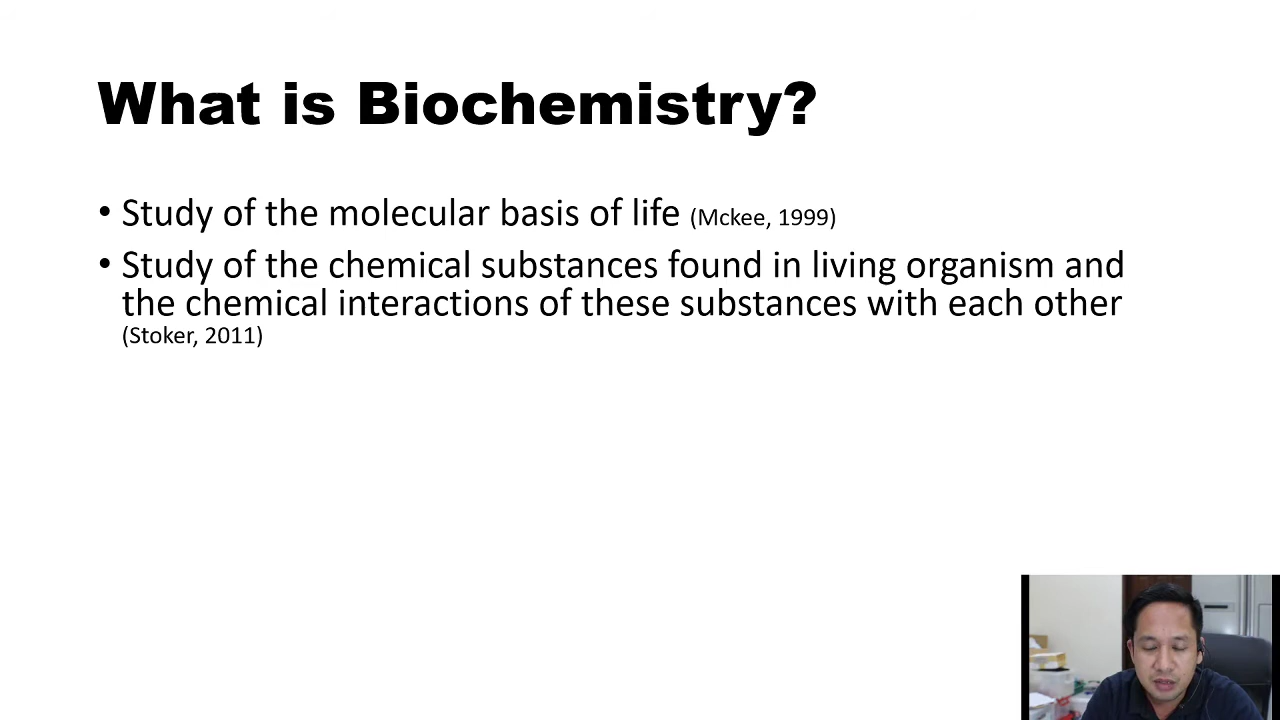 What is Biochemistry?
• Study of the molecular basis of life (Mckee, 1999)
• Study of the chemical substances found in living organism and
the chemical interactions of these substances with each other
(Stoker, 2011)